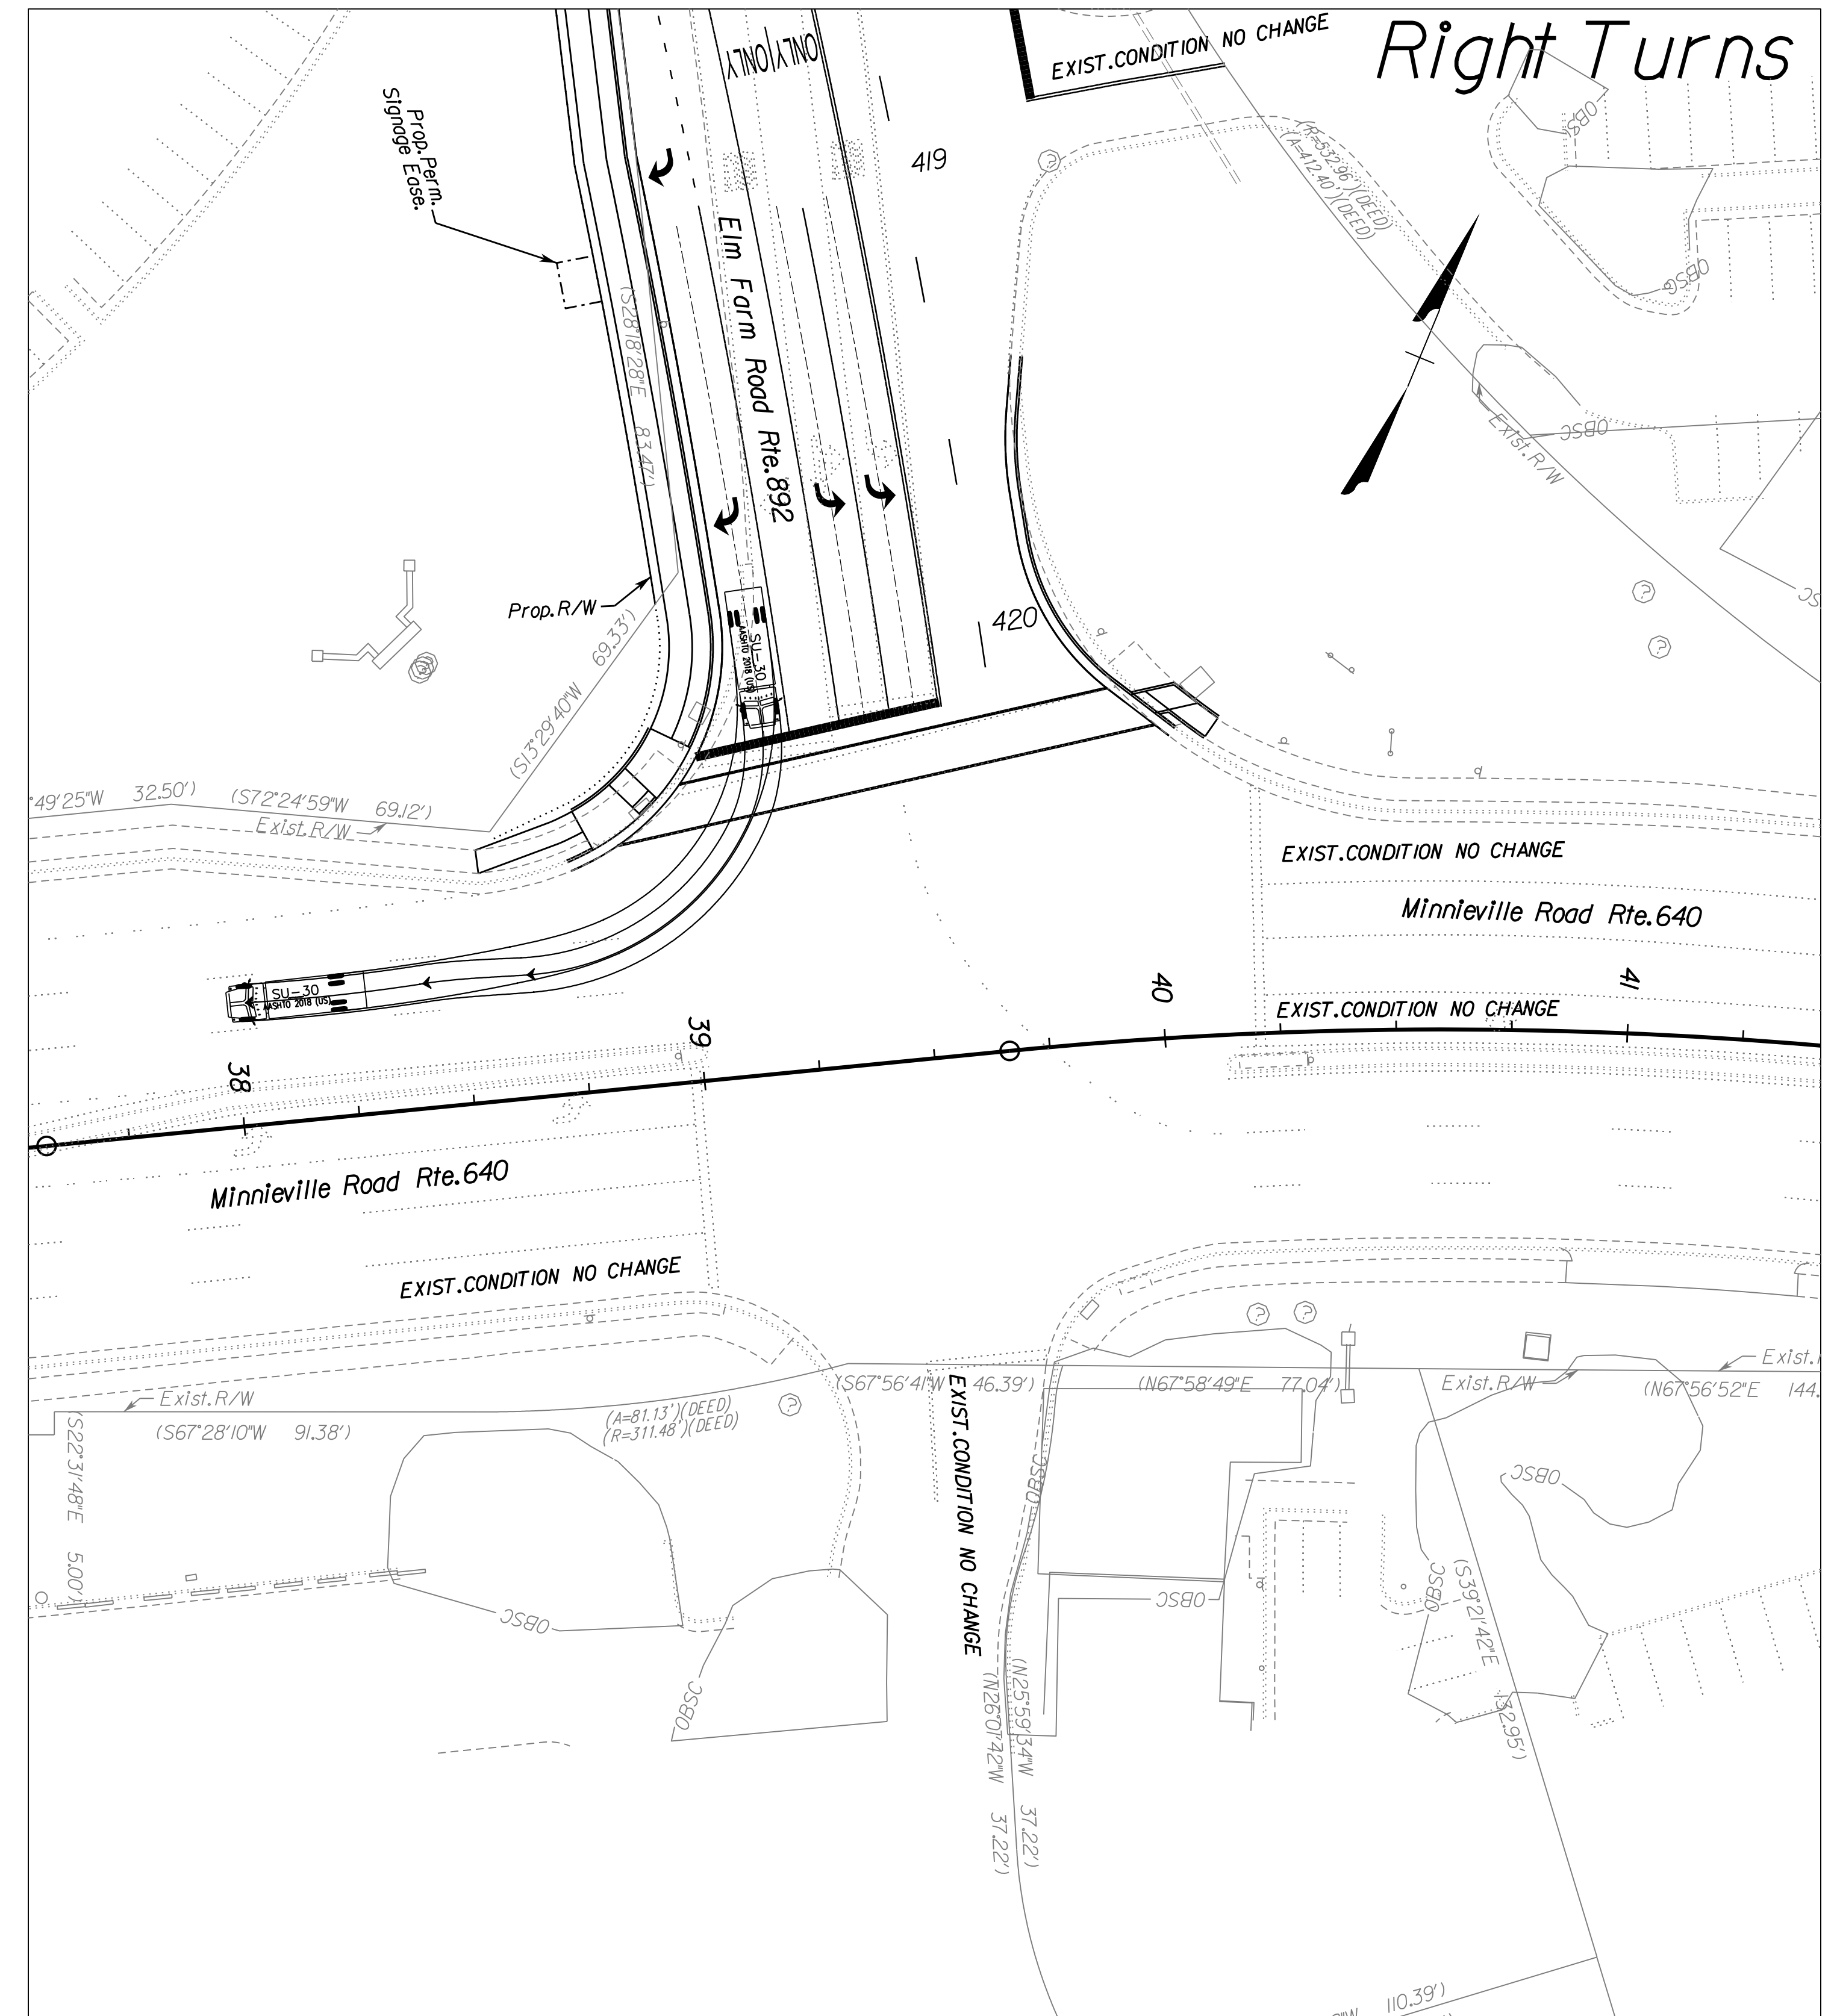 Right Turns
EXIST.CONDITION NO CHANGE
ONLY ONLY
Prop.Perm.
Signage Ease.
419
(R=532.96')(DEED)
(A=412.40')(DEED)
OBSC
OBSC
Elm Farm Road Rte.892
(S28°18'28"E 83.47')
Exist.R/W
OBSC
Prop.R/W
420
SU-30
AASHTO 2018 (US)
(S13°29'40"W 69.33')
°49'25"W 32.50')
(S72°24'59"W 69.12')
Exist.R/W
EXIST.CONDITION NO CHANGE
Minnieville Road Rte.640
SU-30
AASHTO 2018 (US)
38
39
40
41
EXIST.CONDITION NO CHANGE
Minnieville Road Rte.640
EXIST.CONDITION NO CHANGE
Exist.R/W
(S67°28'10"W 91.38')
(S22°31'48"E 5.00')
(A=81.13')(DEED)
(R=311.48')(DEED)
(S67°56'41"W 46.39')
(N67°58'49"E 77.04')
Exist.R/W
(N67°56'52"E 144.
EXIST.CONDITION NO CHANGE
OBSC
OBSC
OBSC
OBSC
OBSC
OBSC
(S39°21'42"E 132.95')
(N25°59'34"W 37.22')
(N26°01'42"W 37.22')
"W 110.39')